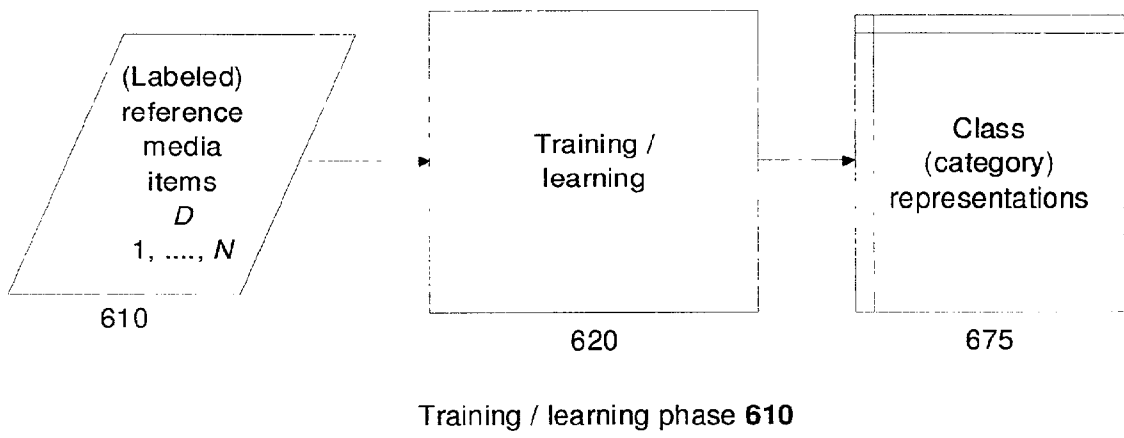 (Labeled)
reference
media
items
D
1, ...., N
610
Training /
learning
620
Class
(category)
representations
675
Training / learning phase 610